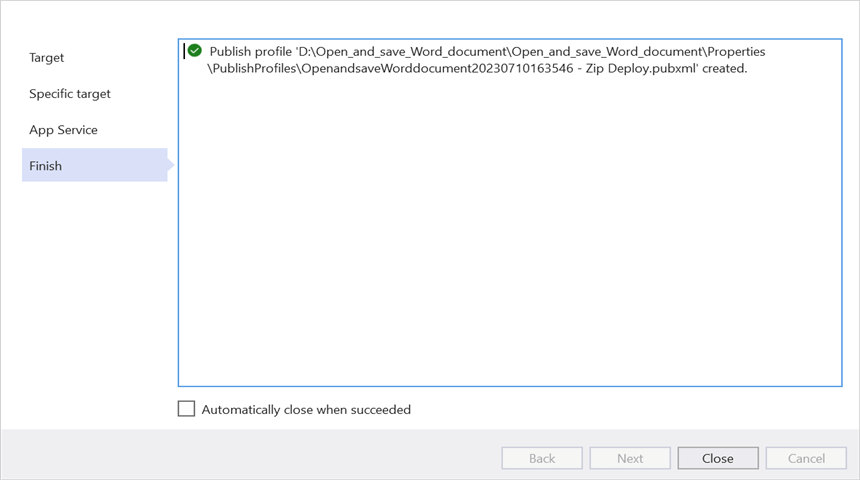 Target
Specific target
App Service
Finish
Publish profile 'D:\Open_and_save_Word_document\Open_and_save_Word_document\Properties
\PublishProfiles\OpenandsaveWorddocument20230710163546 - Zip Deploy.pubxml' created.
Automatically close when succeeded
Back
Next
Close
Cancel